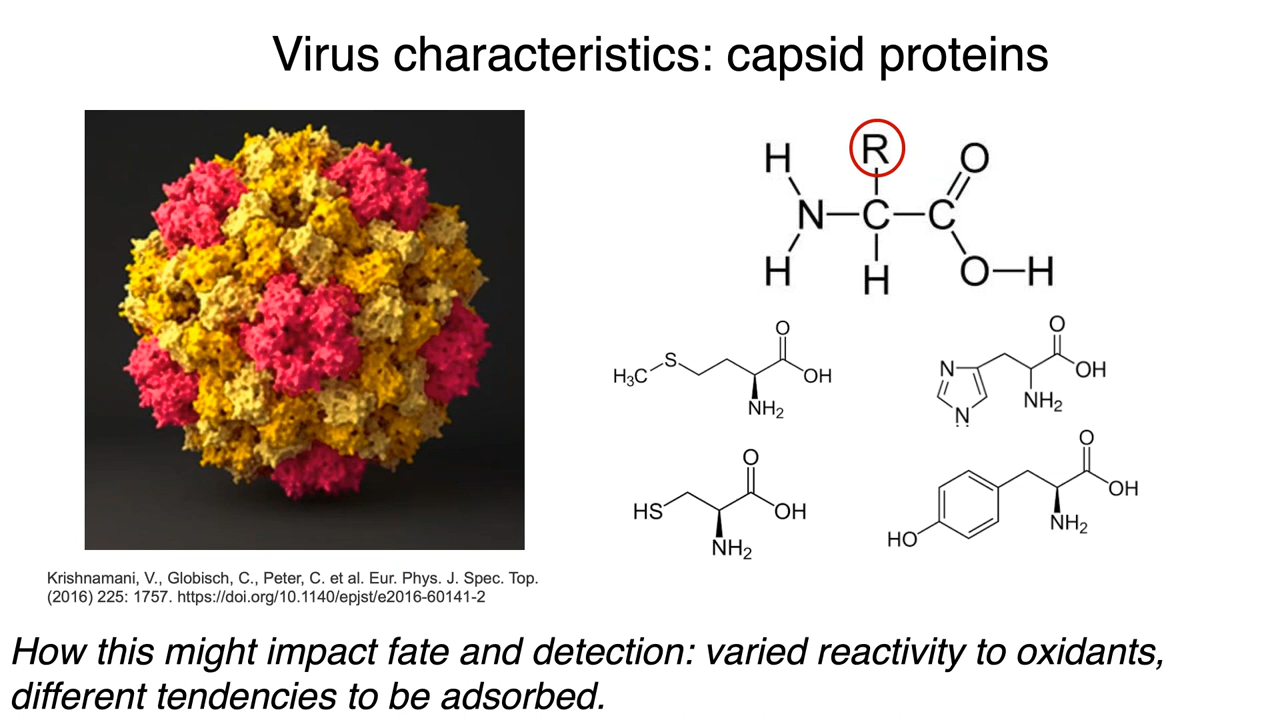 Virus characteristics: capsid proteins
R
H
O
N
C
C
H
H
O
H
O
H₃C
S
OH
NH₂
O
N
OH
NH₂
N
O
HS
OH
NH₂
O
OH
NH₂
HO
Krishnamani, V., Globisch, C., Peter, C. et al. Eur. Phys. J. Spec. Top.
(2016) 225: 1757. https://doi.org/10.1140/epjst/e2016-60141-2
How this might impact fate and detection: varied reactivity to oxidants,
different tendencies to be adsorbed.